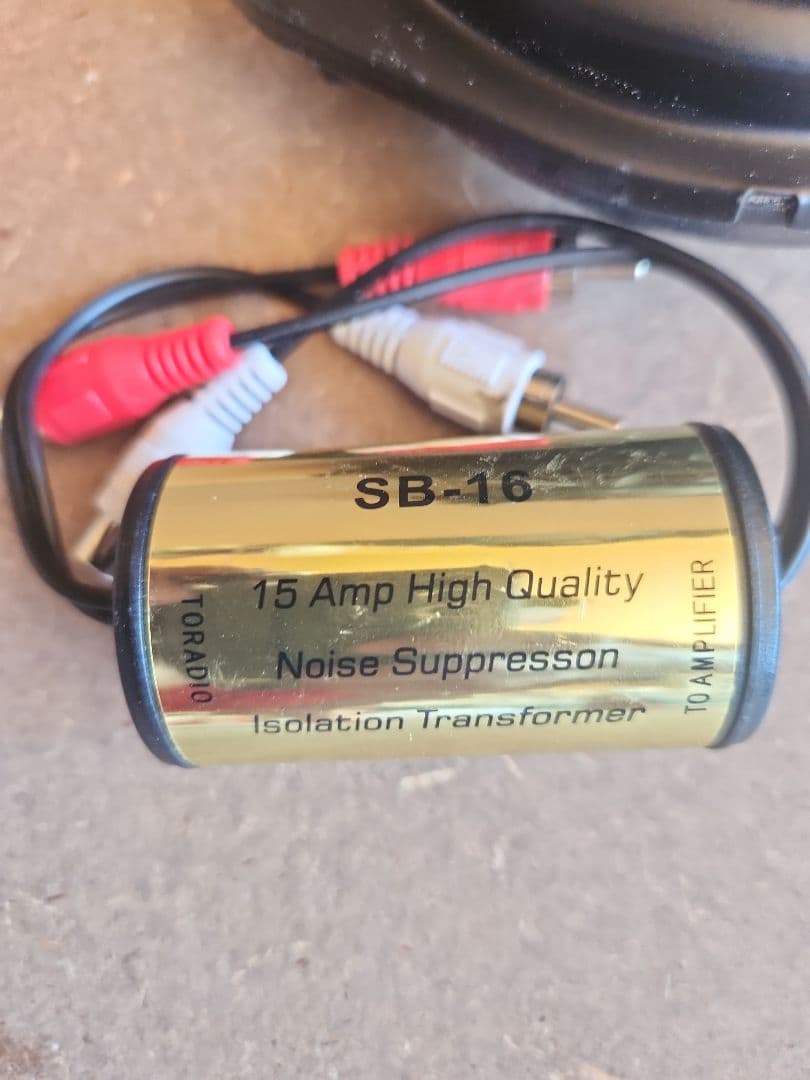 SB-16
15 Amp High Quality
Noise Suppresson
Isolation Transformer
TORADIO
TO AMPLIFIER